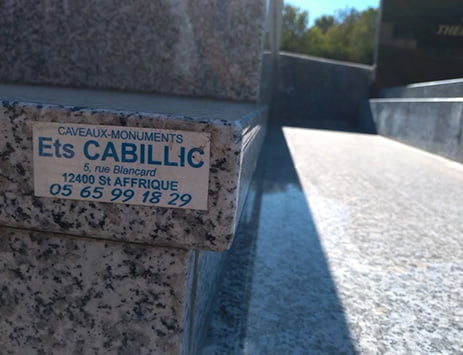 CAVEAUX-MONUMENTS
Ets CABILLIC
5, rue Blancard
12400 St AFFRIQUE
05 65 99 18 29